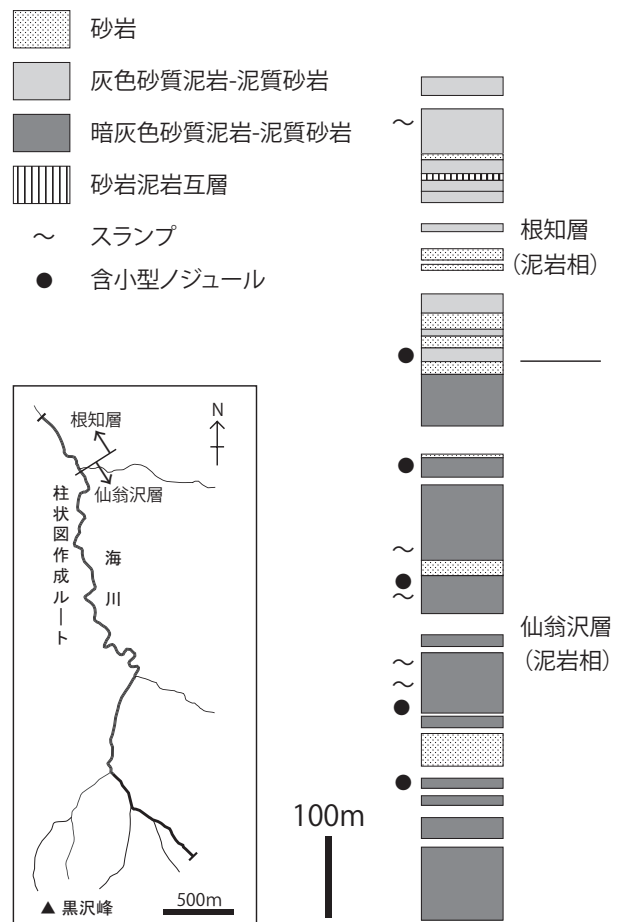 砂岩
灰色砂質泥岩-泥質砂岩
暗灰色砂質泥岩-泥質砂岩
砂岩泥岩互層
～ スランプ
● 含小型ノジュール
～
根知層
（泥岩相）
●
●
～
●
～
仙翁沢層
（泥岩相）
～
～
●
●
100m
根知層
N
仙翁沢層
柱状図作成ルート
海川
▲ 黒沢峰
500m